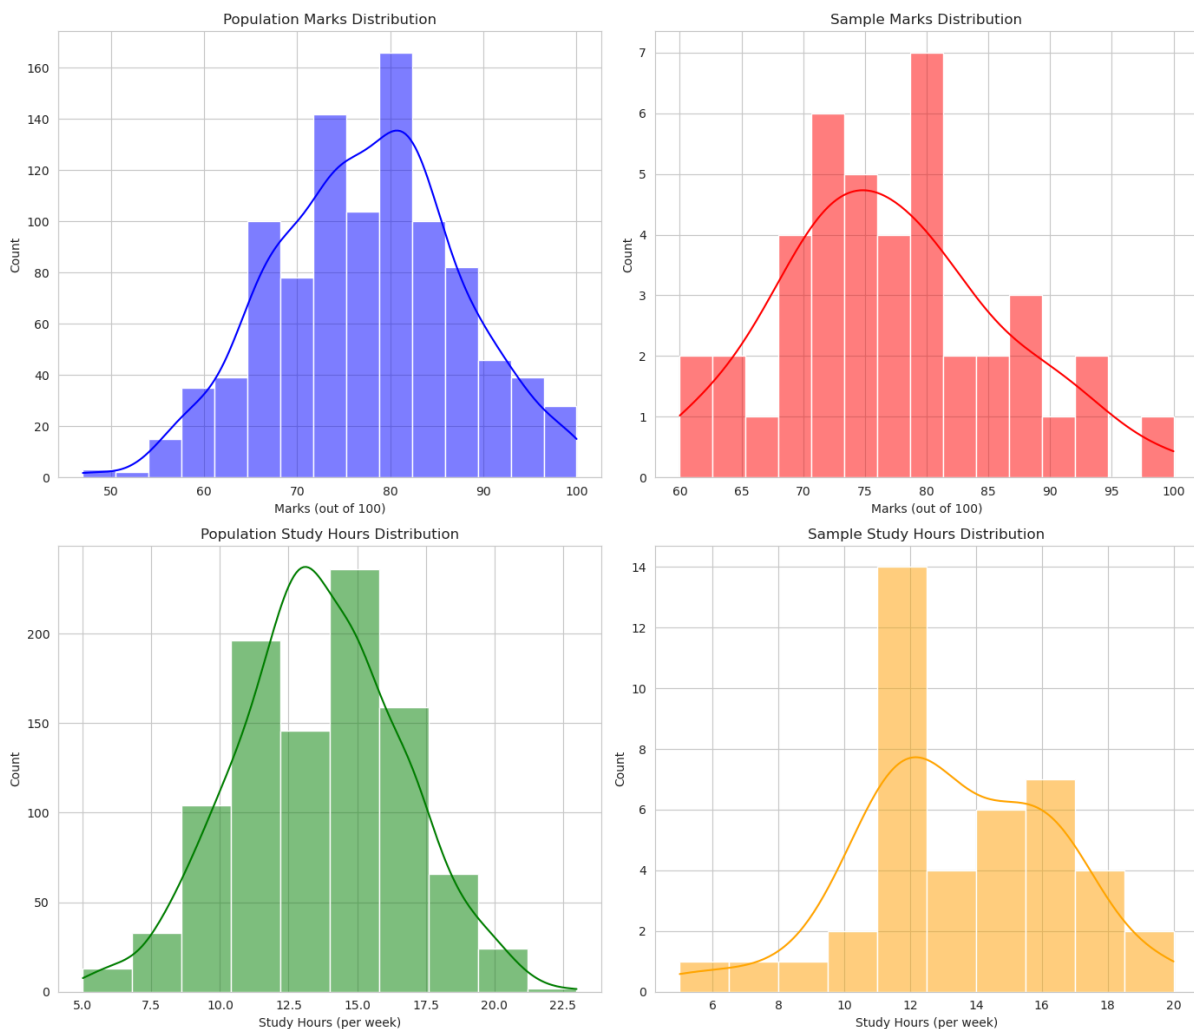 Population Marks Distribution
160
140
120
100
80
60
40
20
0
Count
50 60 70 80 90 100
Marks (out of 100)
Sample Marks Distribution
7
6
5
4
3
2
1
0
Count
60 65 70 75 80 85 90 95 100
Marks (out of 100)
Population Study Hours Distribution
200
150
100
50
0
Count
5.0 7.5 10.0 12.5 15.0 17.5 20.0 22.5
Study Hours (per week)
Sample Study Hours Distribution
14
12
10
8
6
4
2
0
Count
6 8 10 12 14 16 18 20
Study Hours (per week)